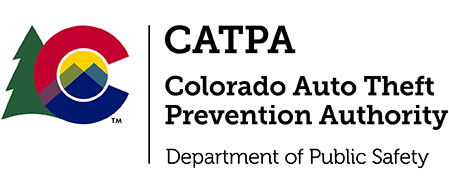 CATPA
Colorado Auto Theft
Prevention Authority
Department of Public Safety
TM